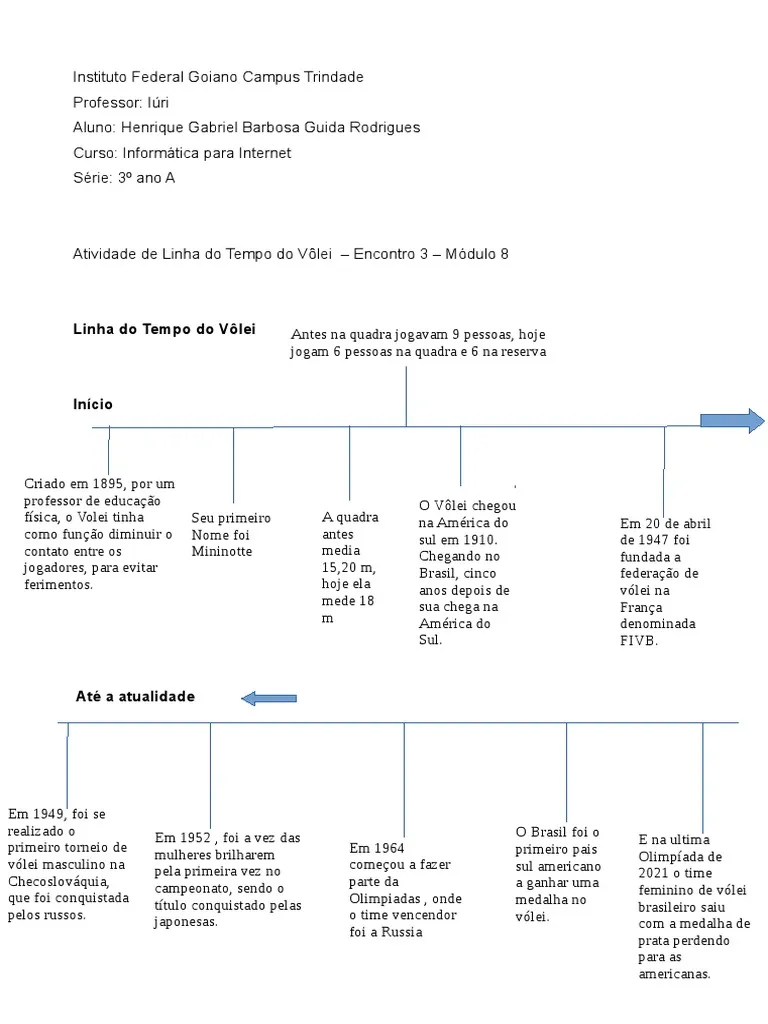 Instituto Federal Goiano Campus Trindade
Professor: Iúri
Aluno: Henrique Gabriel Barbosa Guida Rodrigues
Curso: Informática para Internet
Série: 3º ano A
Atividade de Linha do Tempo do Vôlei – Encontro 3 – Módulo 8
Linha do Tempo do Vôlei
Antes na quadra jogavam 9 pessoas, hoje
jogam 6 pessoas na quadra e 6 na reserva
Início
Criado em 1895, por um
professor de educação
física, o Volei tinha
como função diminuir o
contato entre os
jogadores, para evitar
ferimentos.
Seu primeiro
Nome foi
Mininotte
A quadra
antes
media
15,20 m,
hoje ela
mede 18
m
O Vôlei chegou
na América do
sul em 1910.
Chegando no
Brasil, cinco
anos depois de
sua chega na
América do
Sul.
Em 20 de abril
de 1947 foi
fundada a
federação de
vólei na
França
denominada
FIVB.
Até a atualidade
Em 1949, foi se
realizado o
primeiro torneio de
vólei masculino na
Checoslováquia,
que foi conquistada
pelos russos.
Em 1952 , foi a vez das
mulheres brilharem
pela primeira vez no
campeonato, sendo o
título conquistado pelas
japonesas.
Em 1964
começou a fazer
parte da
Olimpiadas , onde
o time vencendor
foi a Russia
O Brasil foi o
primeiro pais
sul americano
a ganhar uma
medalha no
vólei.
E na ultima
Olimpíada de
2021 o time
feminino de vólei
brasileiro saiu
com a medalha de
prata perdendo
para as
americanas.